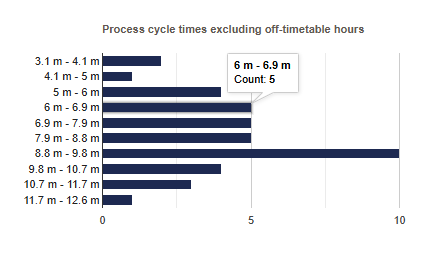 Process cycle times excluding off-timetable hours
3.1 m - 4.1 m
4.1 m - 5 m
5 m - 6 m
6 m - 6.9 m
6.9 m - 7.9 m
7.9 m - 8.8 m
8.8 m - 9.8 m
9.8 m - 10.7 m
10.7 m - 11.7 m
11.7 m - 12.6 m
6 m - 6.9 m
Count: 5
0 5 10